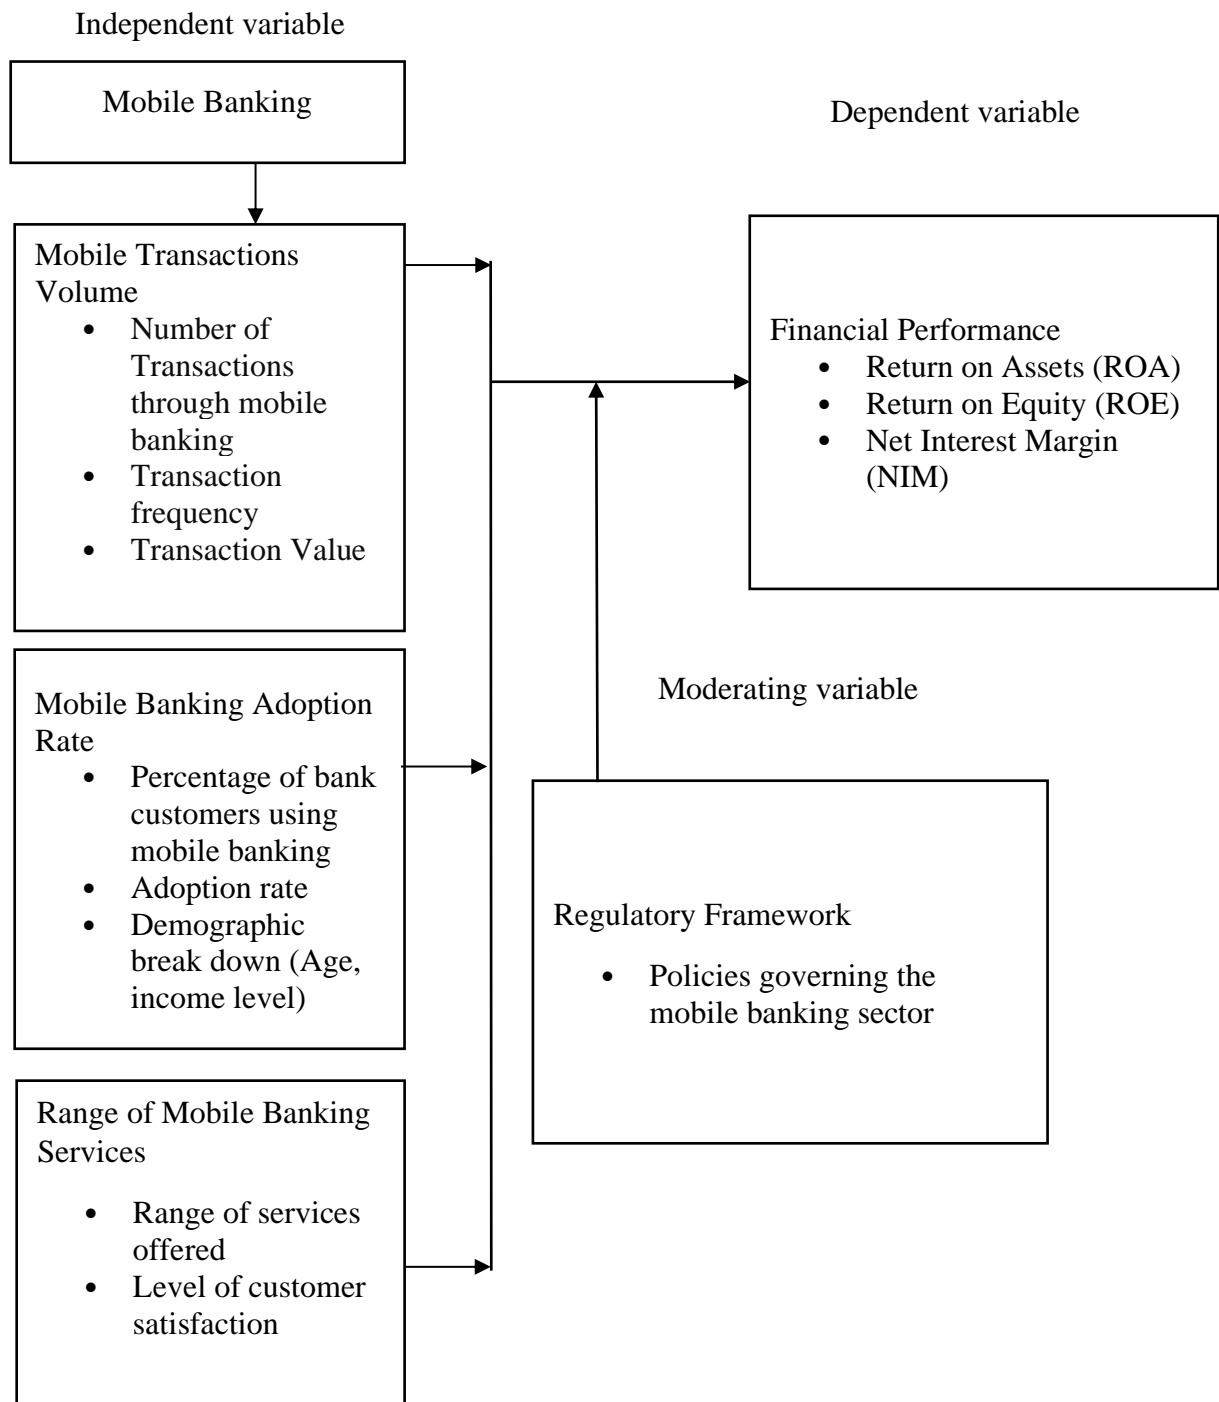 Independent variable
Mobile Banking
Dependent variable
Mobile Transactions
Volume
• Number of
Transactions
through mobile
banking
• Transaction
frequency
• Transaction Value
Financial Performance
• Return on Assets (ROA)
• Return on Equity (ROE)
• Net Interest Margin
(NIM)
Mobile Banking Adoption
Rate
• Percentage of bank
customers using
mobile banking
• Adoption rate
• Demographic
break down (Age,
income level)
Moderating variable
Regulatory Framework
• Policies governing the
mobile banking sector
Range of Mobile Banking
Services
• Range of services
offered
• Level of customer
satisfaction